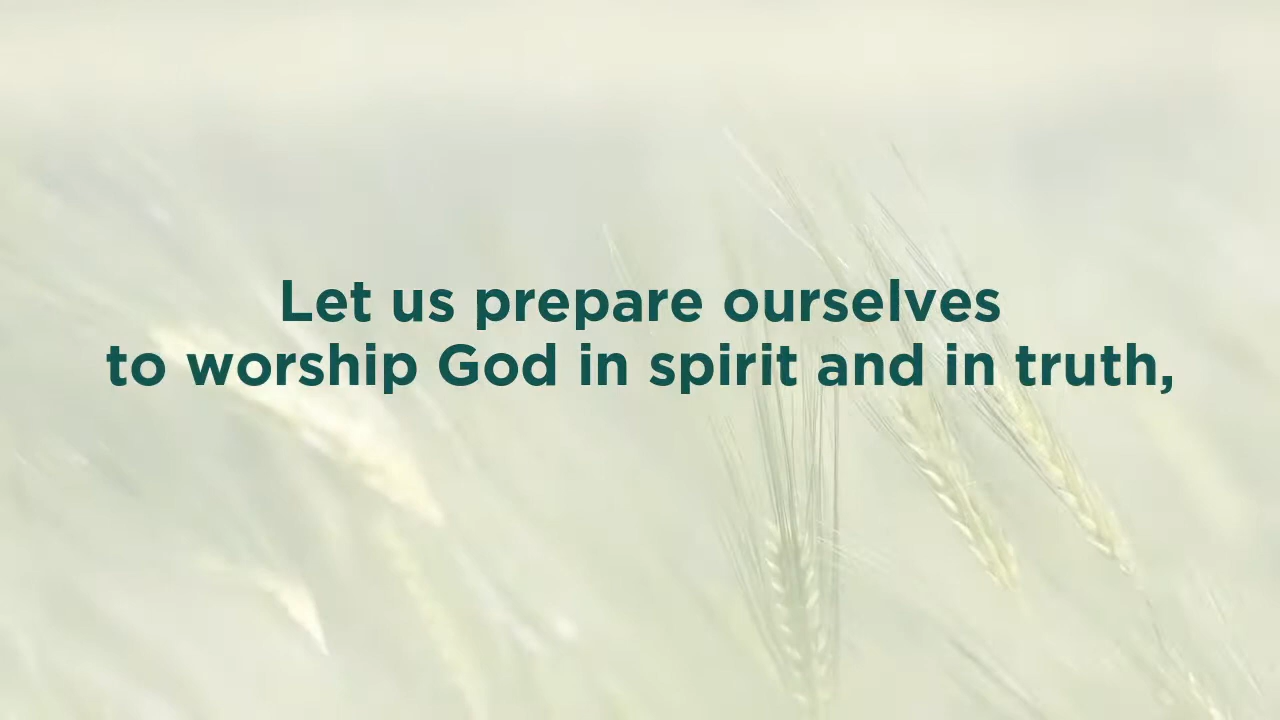 Let us prepare ourselves
to worship God in spirit and in truth,